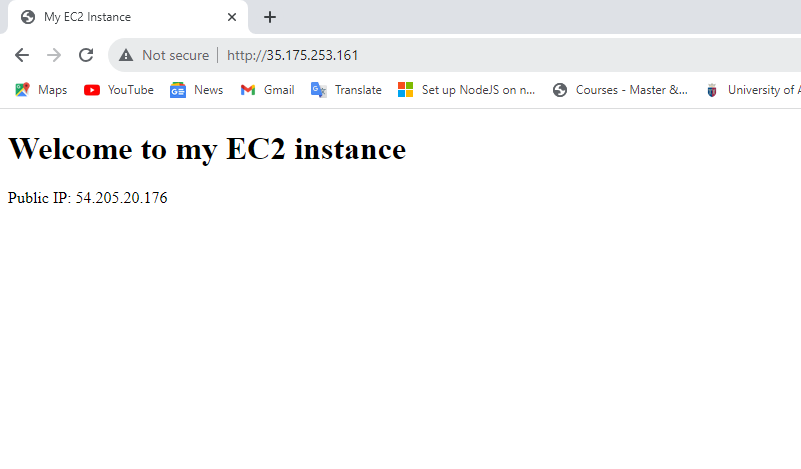 My EC2 Instance
Not secure | http://35.175.253.161
Maps YouTube News Gmail Translate Set up NodeJS on n... Courses - Master &... University of A
Welcome to my EC2 instance
Public IP: 54.205.20.176